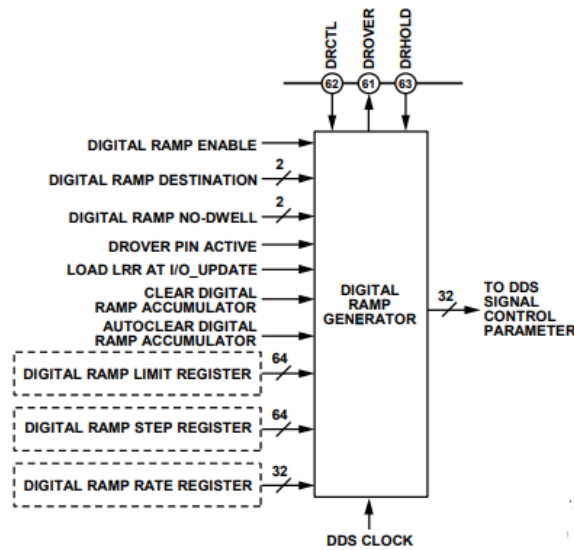 DRCTL
DROVER
DRHOLD
62
61
63
DIGITAL RAMP ENABLE
2
DIGITAL RAMP DESTINATION
2
DIGITAL RAMP NO-DWELL
DROVER PIN ACTIVE
LOAD LRR AT I/O_UPDATE
CLEAR DIGITAL
RAMP ACCUMULATOR
AUTOCLEAR DIGITAL
RAMP ACCUMULATOR
64
DIGITAL RAMP LIMIT REGISTER
64
DIGITAL RAMP STEP REGISTER
32
DIGITAL RAMP RATE REGISTER
DIGITAL
RAMP
GENERATOR
32
TO DDS
SIGNAL
CONTROL
PARAMETER
DDS CLOCK